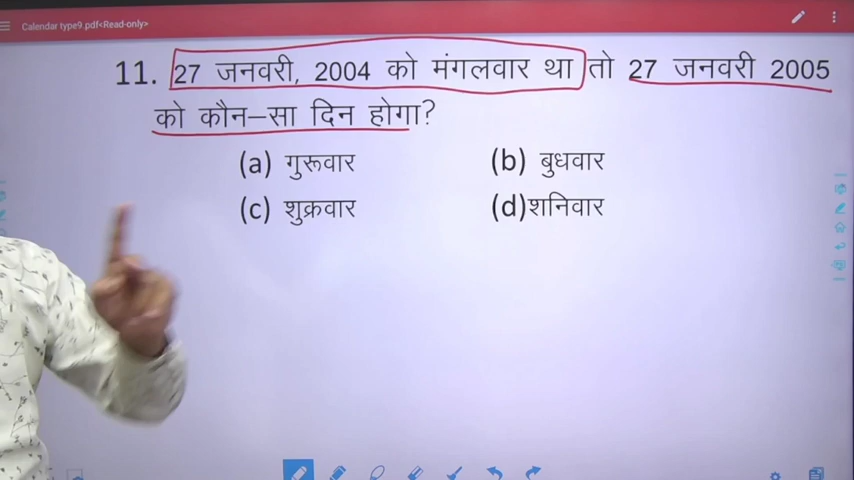 Calendar type9.pdf<Read-only>
11. 27 जनवरी, 2004 को मंगलवार था तो 27 जनवरी 2005
को कौन–सा दिन होगा?
(a) गुरूवार (b) बुधवार
(c) शुक्रवार (d)शनिवार